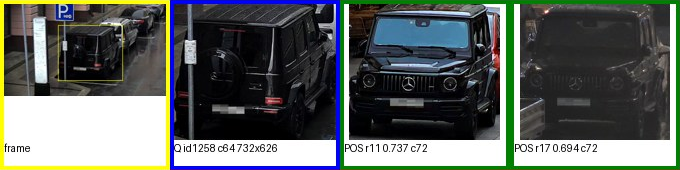 P
frame
Q id1258 c64 732x626
POS r11 0.737 c72
POS r17 0.694 c72